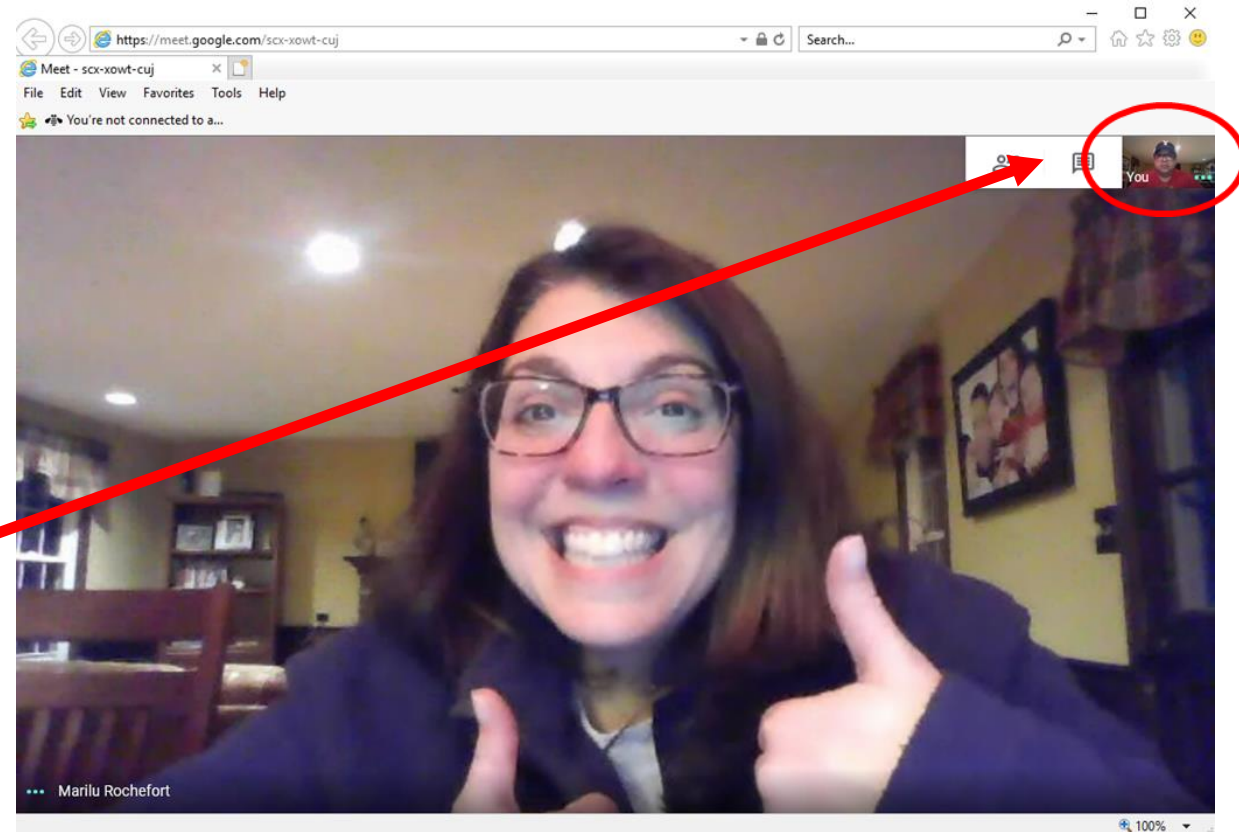 https://meet.google.com/scx-xowt-cuj
Search...
Meet - scx-xowt-cuj
File Edit View Favorites Tools Help
You're not connected to a...
You
Marilu Rochefort
100%